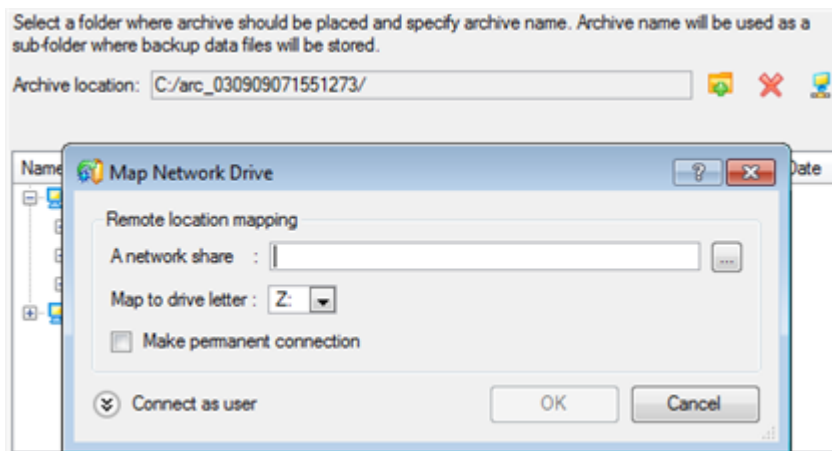 Select a folder where archive should be placed and specify archive name. Archive name will be used as a
sub-folder where backup data files will be stored.
Archive location: C:/arc_030909071551273/
Name
Date
Map Network Drive
Remote location mapping
A network share :
...
Map to drive letter : Z:
Make permanent connection
Connect as user
OK
Cancel